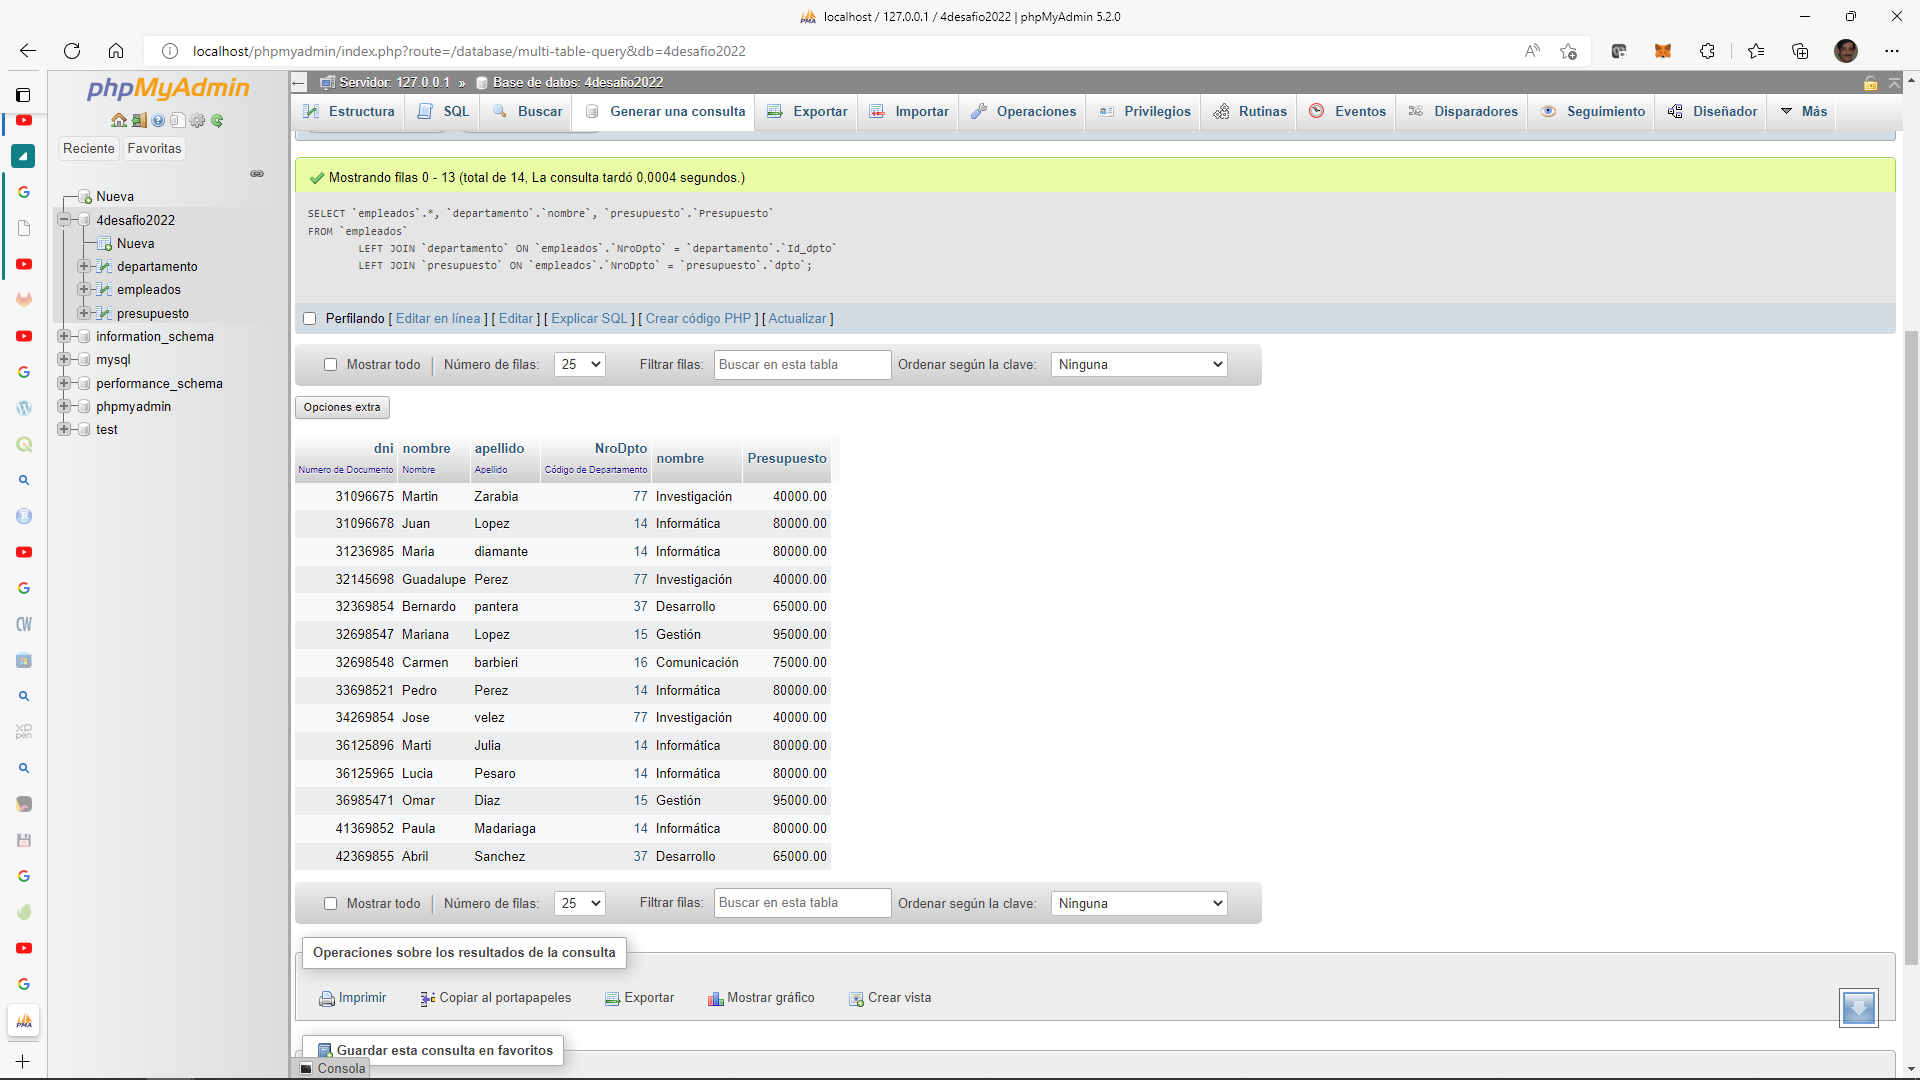 localhost / 127.0.0.1 / 4desafio2022 | phpMyAdmin 5.2.0
localhost/phpmyadmin/index.php?route=/database/multi-table-query&db=4desafio2022
phpMyAdmin
Reciente Favoritas
Nueva
4desafio2022
Nueva
departamento
empleados
presupuesto
information_schema
mysql
performance_schema
phpmyadmin
test
CW
XP
pen
PMA
Servidor: 127.0.0.1 » Base de datos: 4desafio2022
Estructura SQL Buscar Generar una consulta Exportar Importar Operaciones Privilegios Rutinas Eventos Disparadores Seguimiento Diseñador Más
Mostrando filas 0 - 13 (total de 14, La consulta tardó 0,0004 segundos.)
SELECT `empleados`.*, `departamento`.`nombre`, `presupuesto`.`Presupuesto`
FROM `empleados`
LEFT JOIN `departamento` ON `empleados`.`NroDpto` = `departamento`.`Id_dpto`
LEFT JOIN `presupuesto` ON `empleados`.`NroDpto` = `presupuesto`.`dpto`;
Perfilando [ Editar en línea ] [ Editar ] [ Explicar SQL ] [ Crear código PHP ] [ Actualizar ]
Mostrar todo Número de filas: 25 Filtrar filas: Buscar en esta tabla Ordenar según la clave: Ninguna
Opciones extra
dni nombre apellido NroDpto nombre Presupuesto
Numero de Documento Nombre Apellido Código de Departamento
31096675 Martin Zarabia 77 Investigación 40000.00
31096678 Juan Lopez 14 Informática 80000.00
31236985 Maria diamante 14 Informática 80000.00
32145698 Guadalupe Perez 77 Investigación 40000.00
32369854 Bernardo pantera 37 Desarrollo 65000.00
32698547 Mariana Lopez 15 Gestión 95000.00
32698548 Carmen barbieri 16 Comunicación 75000.00
33698521 Pedro Perez 14 Informática 80000.00
34269854 Jose velez 77 Investigación 40000.00
36125896 Marti Julia 14 Informática 80000.00
36125965 Lucia Pesaro 14 Informática 80000.00
36985471 Omar Diaz 15 Gestión 95000.00
41369852 Paula Madariaga 14 Informática 80000.00
42369855 Abril Sanchez 37 Desarrollo 65000.00
Mostrar todo Número de filas: 25 Filtrar filas: Buscar en esta tabla Ordenar según la clave: Ninguna
Operaciones sobre los resultados de la consulta
Imprimir Copiar al portapapeles Exportar Mostrar gráfico Crear vista
Guardar esta consulta en favoritos
Consola